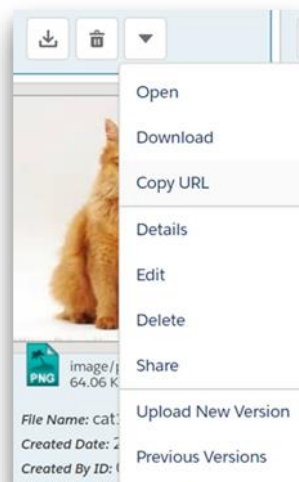 Open
Download
Copy URL
Details
Edit
Delete
Share
Upload New Version
Previous Versions
PNG
image/p
64.06 K
File Name: cat
Created Date: 2
Created By ID: